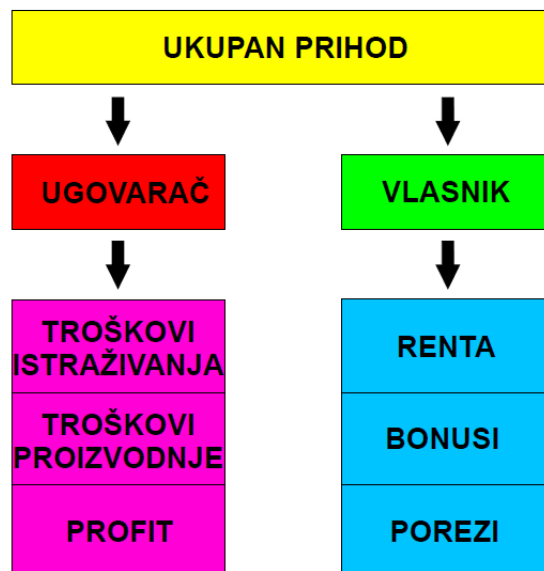 UKUPAN PRIHOD
UGOVARAČ
VLASNIK
TROŠKOVI
ISTRAŽIVANJA
TROŠKOVI
PROIZVODNJE
PROFIT
RENTA
BONUSI
POREZI